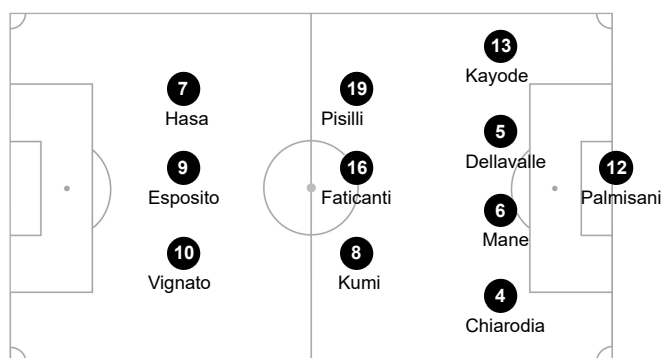 13
Kayode
7
Hasa
19
Pisilli
5
Dellavalle
9
Esposito
16
Faticanti
12
Palmisani
6
Mane
10
Vignato
8
Kumi
4
Chiarodia